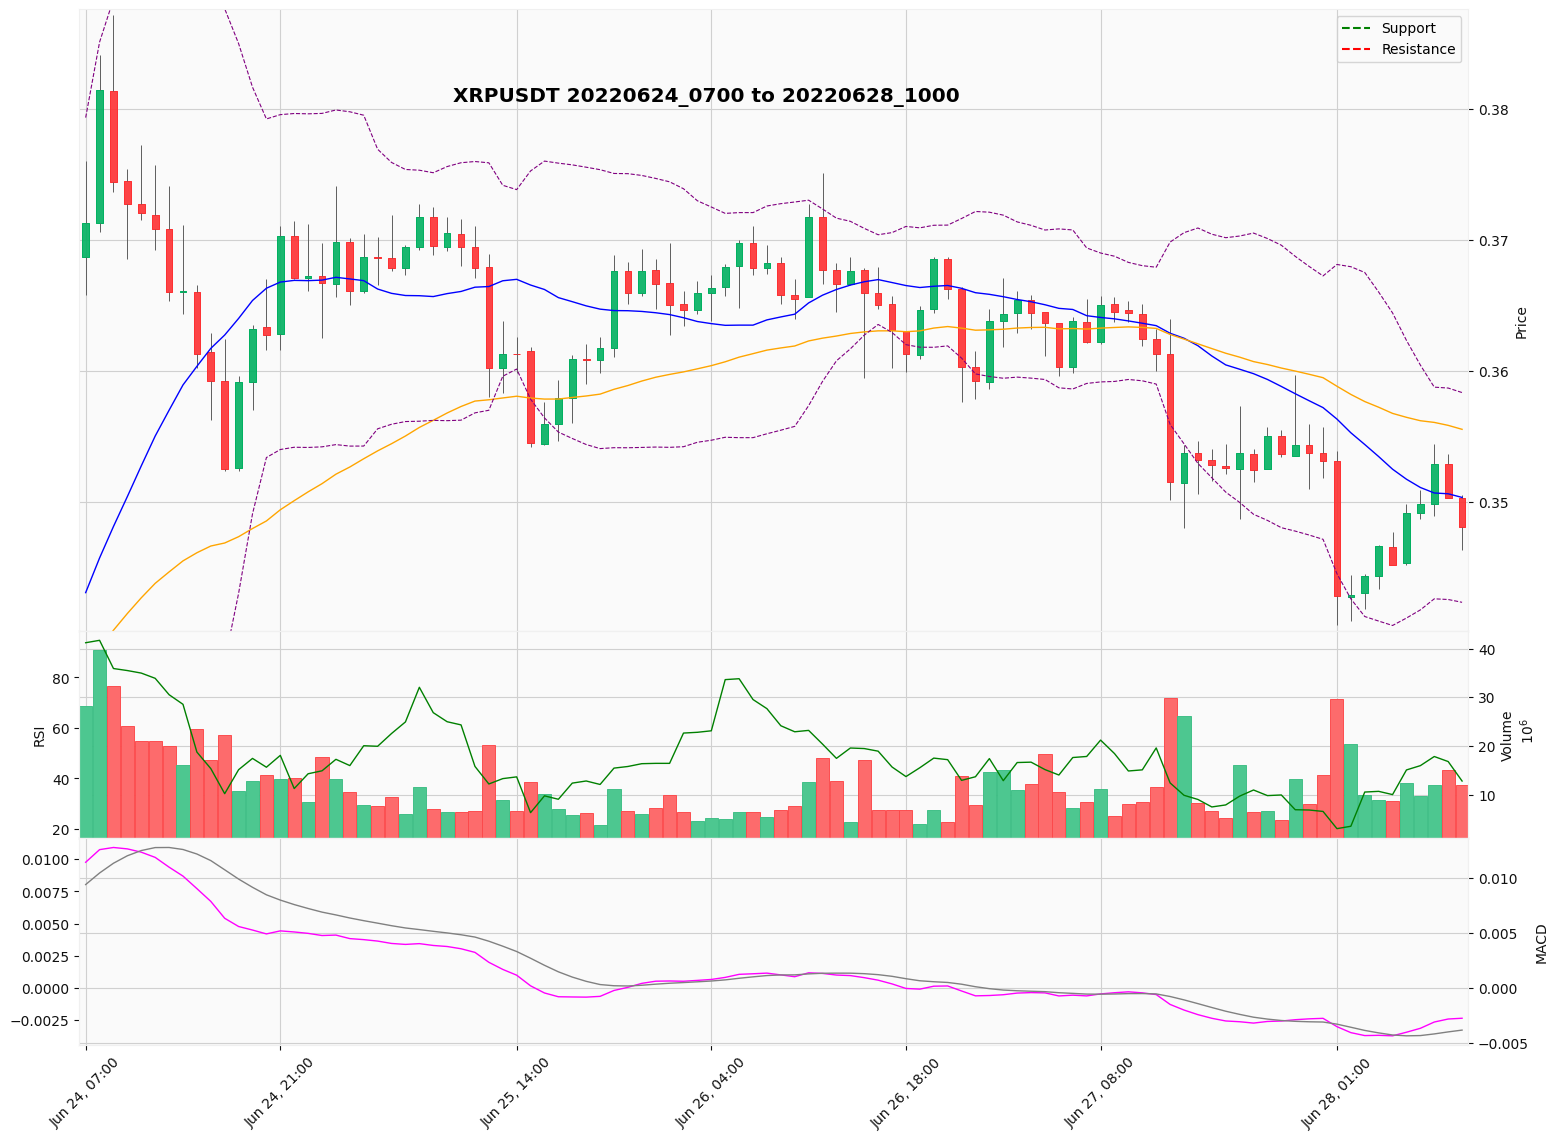 XRPUSDT 20220624_0700 to 20220628_1000
Support
Resistance
0.38
0.37
0.36
0.35
Price
80
60
40
20
RSI
40
30
20
10
Volume
10^6
0.0100
0.0075
0.0050
0.0025
0.0000
−0.0025
0.010
0.005
0.000
−0.005
MACD
Jun 24, 07:00
Jun 24, 21:00
Jun 25, 14:00
Jun 26, 04:00
Jun 26, 18:00
Jun 27, 08:00
Jun 28, 01:00